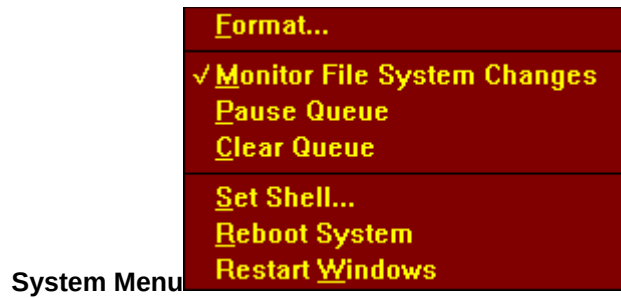 Format...
√ Monitor File System Changes
Pause Queue
Clear Queue
Set Shell...
Reboot System
System Menu Restart Windows